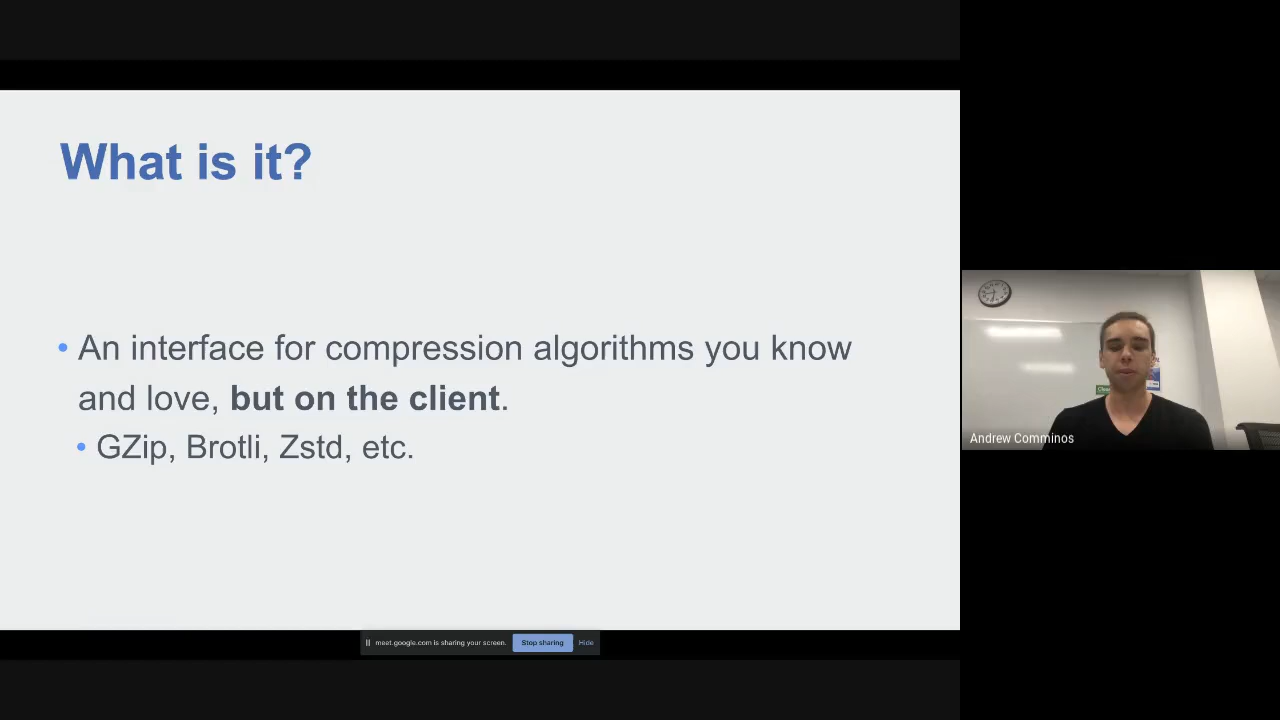 What is it?
• An interface for compression algorithms you know
and love, but on the client.
• GZip, Brotli, Zstd, etc.
Andrew Comminos
meet.google.com is sharing your screen. Stop sharing Hide